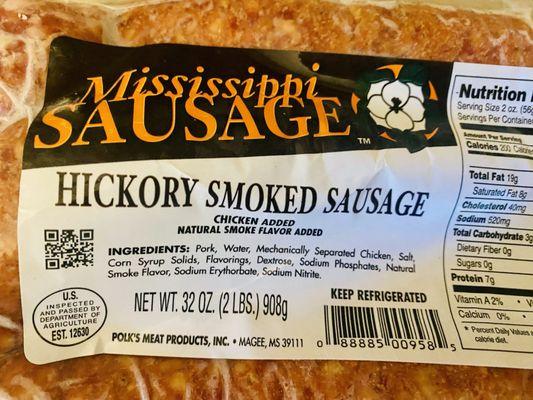 Mississippi
SAUSAGE
TM
HICKORY SMOKED SAUSAGE
CHICKEN ADDED
NATURAL SMOKE FLAVOR ADDED
INGREDIENTS: Pork, Water, Mechanically Separated Chicken, Salt,
Corn Syrup Solids, Flavorings, Dextrose, Sodium Phosphates, Natural
Smoke Flavor, Sodium Erythorbate, Sodium Nitrite.
U.S.
INSPECTED
AND PASSED BY
DEPARTMENT OF
AGRICULTURE
EST. 12630
NET WT. 32 OZ. (2 LBS.) 908g
KEEP REFRIGERATED
POLK'S MEAT PRODUCTS, INC. • MAGEE, MS 39111
0 88885 00958 5
Nutrition
Serving Size 2 oz. (56g
Servings Per Container
Amount Per Serving
Calories 200
Total Fat 19g
Saturated Fat 8g
Cholesterol 40mg
Sodium 520mg
Total Carbohydrate 3g
Dietary Fiber 0g
Sugars 0g
Protein 7g
Vitamin A 2% •
Calcium 0% •
* Percent Daily Values
calorie diet.